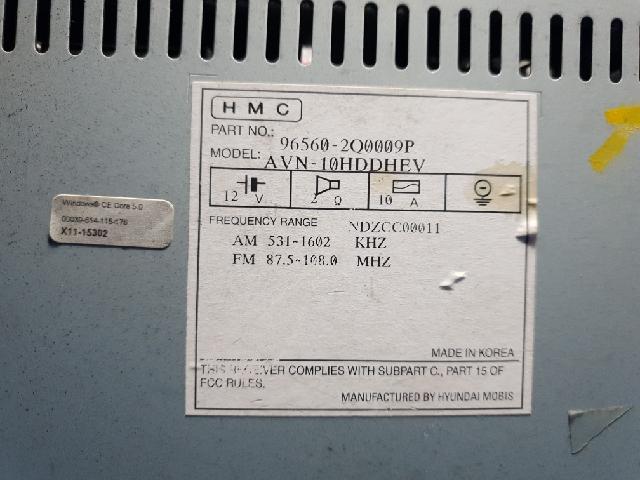 HMC
PART NO.: 96560-2Q0009P
MODEL: AVN-10HDDHEV
12 V 2 Ω 10 A
FREQUENCY RANGE NDZCC00011
AM 531~1602 KHZ
FM 87.5~108.0 MHZ
MADE IN KOREA
THIS RECEIVER COMPLIES WITH SUBPART C., PART 15 OF
FCC RULES.
MANUFACTURED BY HYUNDAI MOBIS
Windows® CE Core 5.0
X11-15302